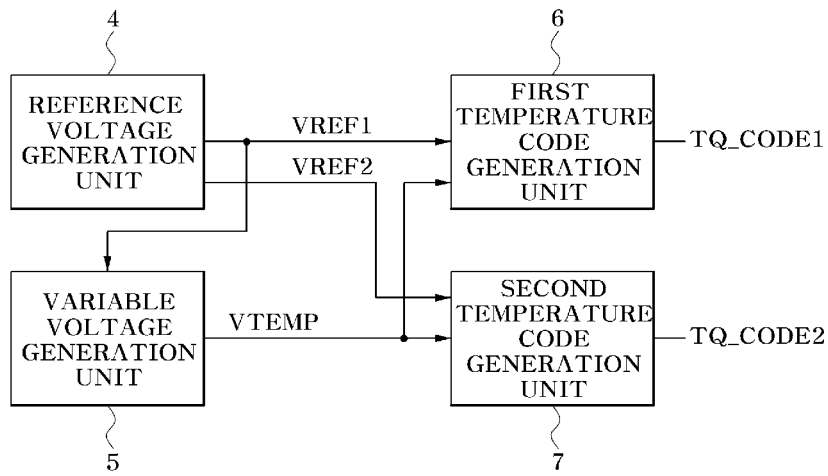 4
6
REFERENCE
VOLTAGE
GENERATION
UNIT
VREF1
VREF2
FIRST
TEMPERATURE
CODE
GENERATION
UNIT
TQ_CODE1
VARIABLE
VOLTAGE
GENERATION
UNIT
VTEMP
SECOND
TEMPERATURE
CODE
GENERATION
UNIT
TQ_CODE2
5
7